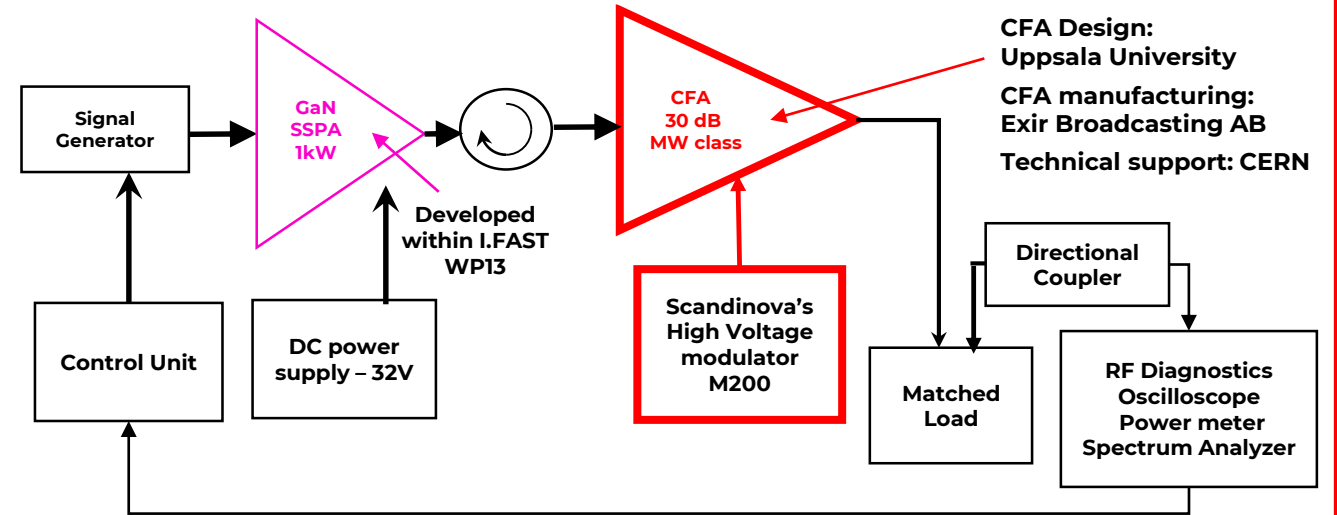 Signal
Generator
GaN
SSPA
1kW
CFA
30 dB
MW class
CFA Design:
Uppsala University
CFA manufacturing:
Exir Broadcasting AB
Technical support: CERN
Developed
within I.FAST
WP13
Directional
Coupler
Control Unit
DC power
supply – 32V
Scandinova’s
High Voltage
modulator
M200
Matched
Load
RF Diagnostics
Oscilloscope
Power meter
Spectrum Analyzer